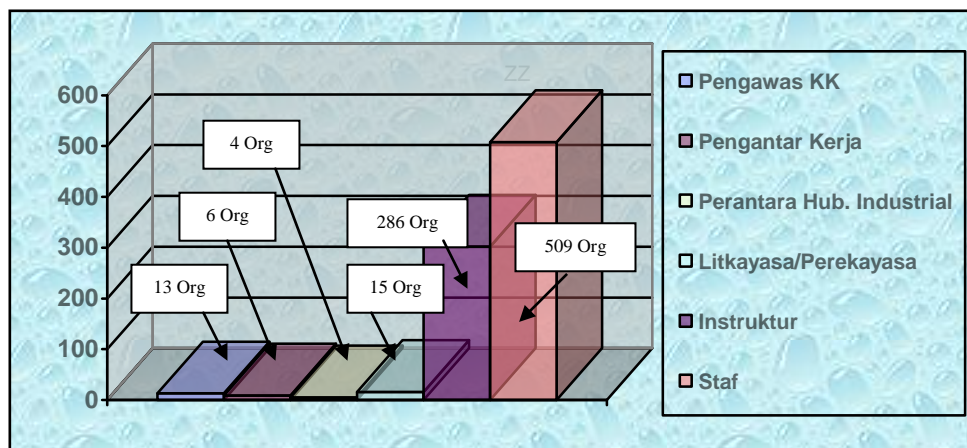 ZZ
600
500
400
300
200
100
0
13 Org
6 Org
4 Org
15 Org
286 Org
509 Org
Pengawas KK
Pengantar Kerja
Perantara Hub. Industrial
Litkayasa/Perekayasa
Instruktur
Staf